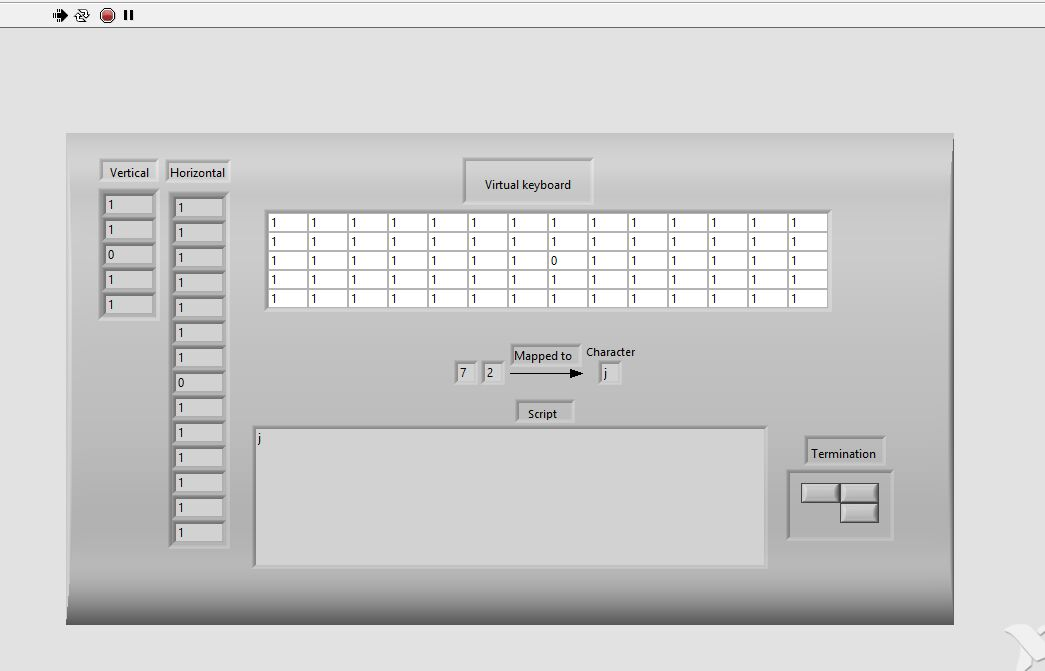 Vertical Horizontal
1
1
0
1
1
1
1
1
1
1
1
1
0
1
1
1
1
1
1
Virtual keyboard
1 1 1 1 1 1 1 1 1 1 1 1 1 1
1 1 1 1 1 1 1 1 1 1 1 1 1 1
1 1 1 1 1 1 1 0 1 1 1 1 1 1
1 1 1 1 1 1 1 1 1 1 1 1 1 1
1 1 1 1 1 1 1 1 1 1 1 1 1 1
Mapped to Character
7 2 j
Script
j
Termination